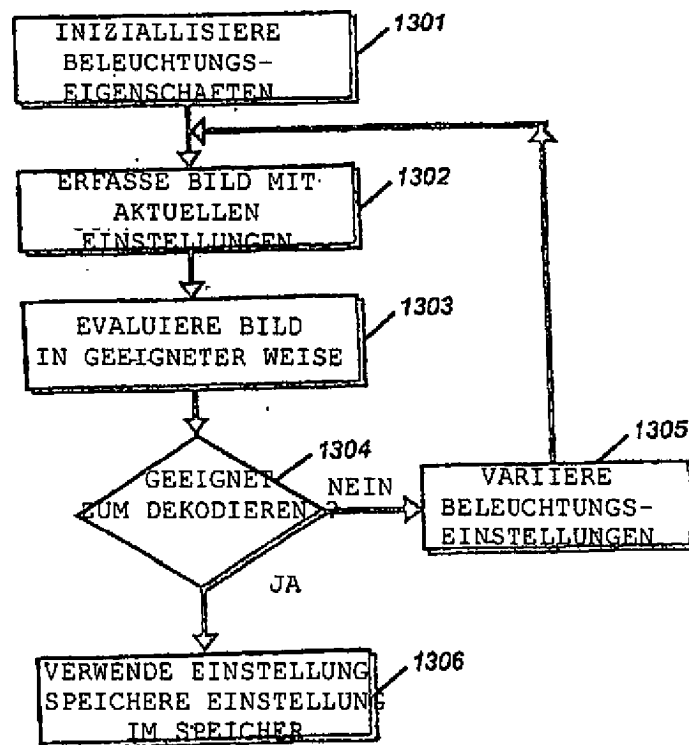 INIZIALLISIERE
BELEUCHTUNGS-
EIGENSCHAFTEN
1301
ERFASSE BILD MIT
AKTUELLEN
EINSTELLUNGEN
1302
EVALUIERE BILD
IN GEEIGNETER WEISE
1303
GEEIGNET
ZUM DEKODIEREN ?
1304
NEIN
JA
VARIIERE
BELEUCHTUNGS-
EINSTELLUNGEN
1305
VERWENDE EINSTELLUNG
SPEICHERE EINSTELLUNG
IM SPEICHER
1306